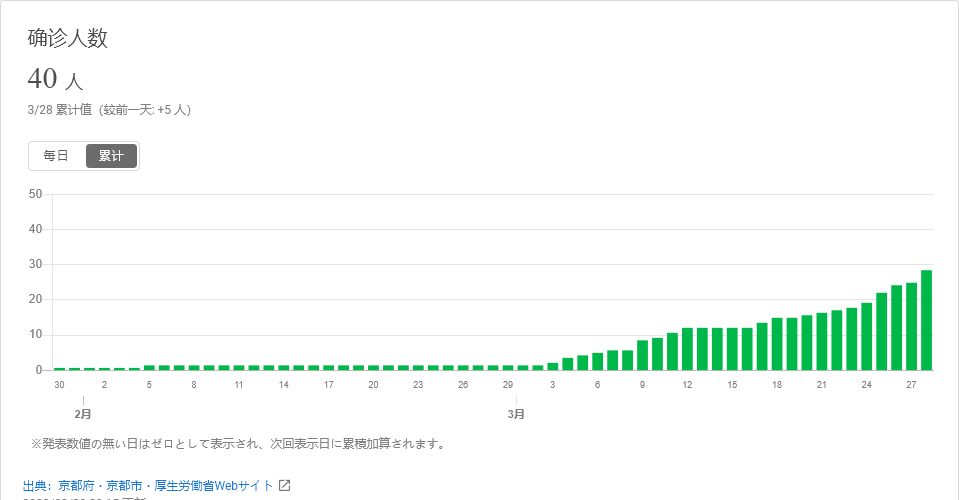 确诊人数
40 人
3/28 累计值（较前一天: +5 人）
每日 累计
50
40
30
20
10
0
30 2 5 8 11 14 17 20 23 26 29 3 6 9 12 15 18 21 24 27
2月 3月
※発表数値の無い日はゼロとして表示され、次回表示日に累積加算されます。
出典：京都府・京都市・厚生労働省Webサイト